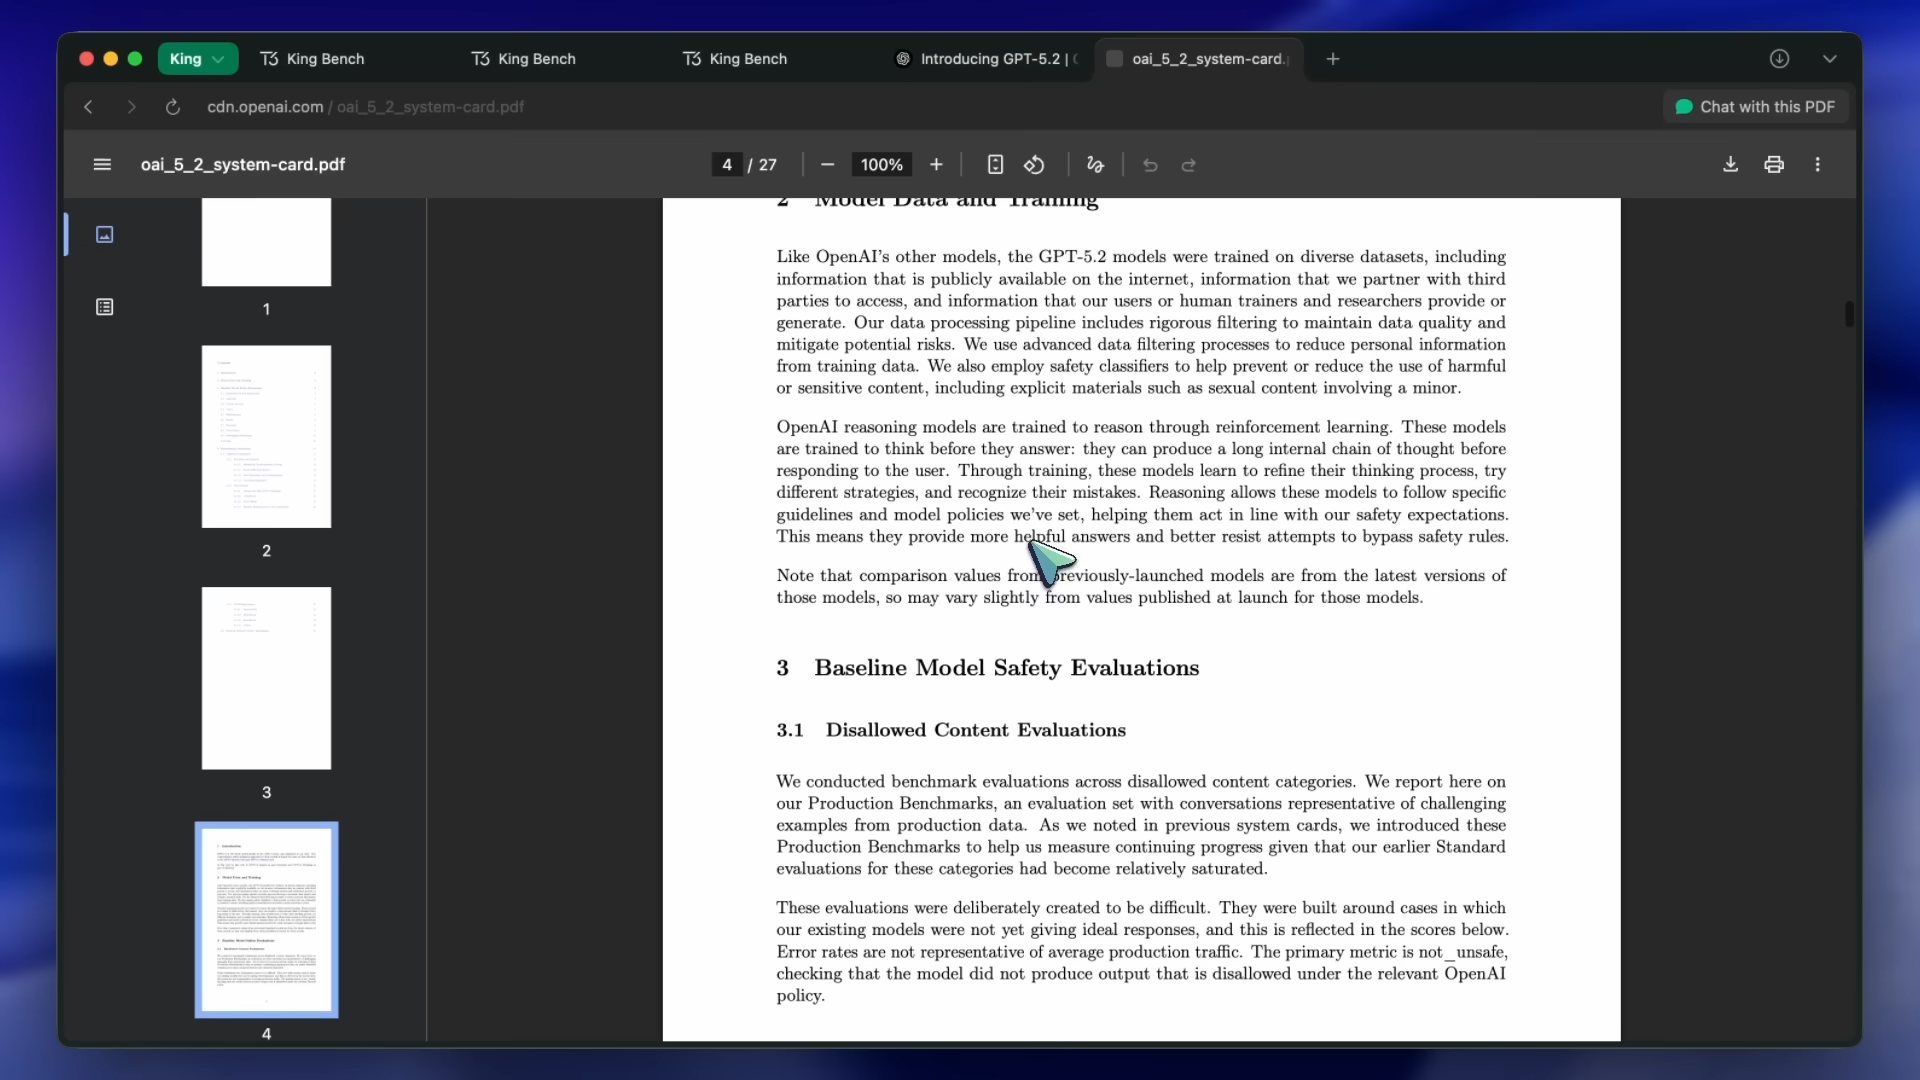 King
King Bench
King Bench
King Bench
Introducing GPT-5.2 |
oai_5_2_system-card.
cdn.openai.com / oai_5_2_system-card.pdf
Chat with this PDF
oai_5_2_system-card.pdf
4 / 27
100%
1
2
3
4
2 Model Data and Training
Like OpenAI's other models, the GPT-5.2 models were trained on diverse datasets, including
information that is publicly available on the internet, information that we partner with third
parties to access, and information that our users or human trainers and researchers provide or
generate. Our data processing pipeline includes rigorous filtering to maintain data quality and
mitigate potential risks. We use advanced data filtering processes to reduce personal information
from training data. We also employ safety classifiers to help prevent or reduce the use of harmful
or sensitive content, including explicit materials such as sexual content involving a minor.
OpenAI reasoning models are trained to reason through reinforcement learning. These models
are trained to think before they answer: they can produce a long internal chain of thought before
responding to the user. Through training, these models learn to refine their thinking process, try
different strategies, and recognize their mistakes. Reasoning allows these models to follow specific
guidelines and model policies we've set, helping them act in line with our safety expectations.
This means they provide more helpful answers and better resist attempts to bypass safety rules.
Note that comparison values from previously-launched models are from the latest versions of
those models, so may vary slightly from values published at launch for those models.
3 Baseline Model Safety Evaluations
3.1 Disallowed Content Evaluations
We conducted benchmark evaluations across disallowed content categories. We report here on
our Production Benchmarks, an evaluation set with conversations representative of challenging
examples from production data. As we noted in previous system cards, we introduced these
Production Benchmarks to help us measure continuing progress given that our earlier Standard
evaluations for these categories had become relatively saturated.
These evaluations were deliberately created to be difficult. They were built around cases in which
our existing models were not yet giving ideal responses, and this is reflected in the scores below.
Error rates are not representative of average production traffic. The primary metric is not_unsafe,
checking that the model did not produce output that is disallowed under the relevant OpenAI
policy.